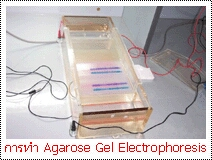 การทำ Agarose Gel Electrophoresis